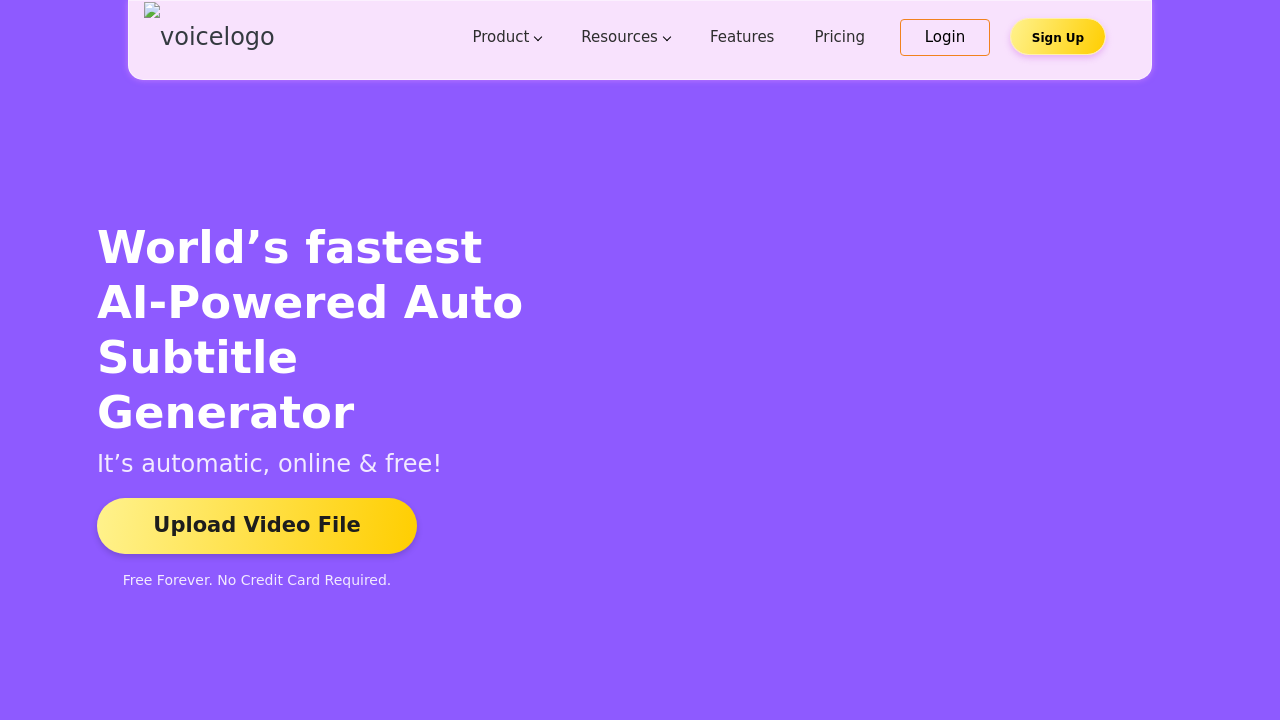 voicelogo
Product
Resources
Features
Pricing
Login
Sign Up
World’s fastest
AI-Powered Auto
Subtitle
Generator
It’s automatic, online & free!
Upload Video File
Free Forever. No Credit Card Required.